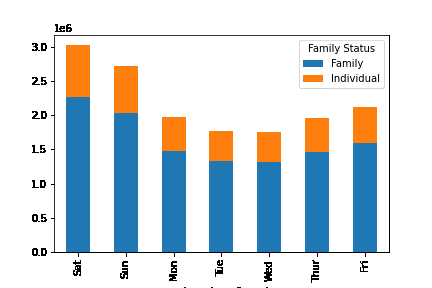 1e6
3.0
2.5
2.0
1.5
1.0
0.5
0.0
Family Status
Family
Individual
Sat
Sun
Mon
Tue
Wed
Thur
Fri